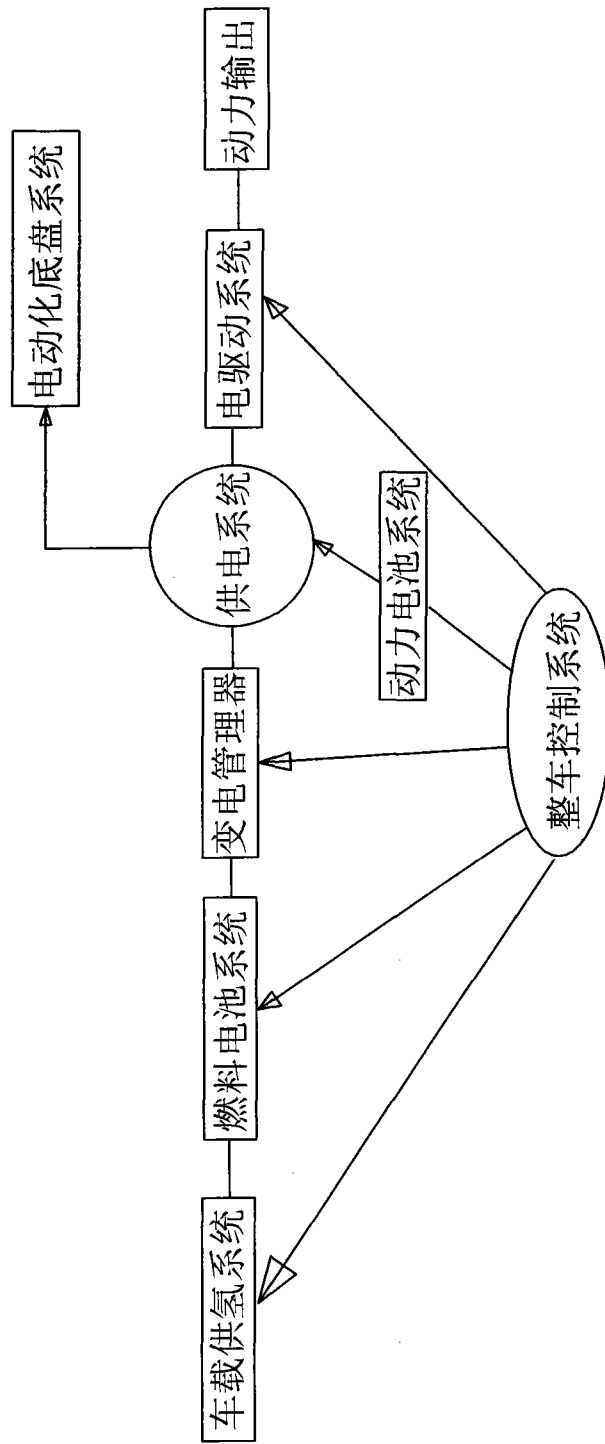 电动化底盘系统
车载供氢系统
燃料电池系统
变电管理器
供电系统
电驱动系统
动力输出
动力电池系统
整车控制系统